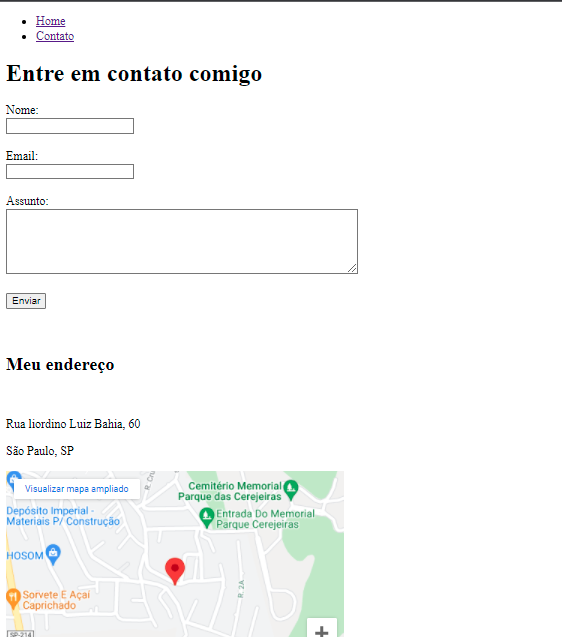 Home
Contato
Entre em contato comigo
Nome:
Email:
Assunto:
Enviar
Meu endereço
Rua liordino Luiz Bahia, 60
São Paulo, SP
Visualizar mapa ampliado
R. Cru
Cemitério Memorial
Parque das Cerejeiras
Depósito Imperial -
Materiais P/ Construção
Entrada Do Memorial
Parque Cerejeiras
HOSOM
R. 2A
Sorvete E Açai
Caprichado
SP-214
+